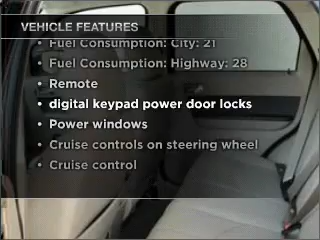 VEHICLE FEATURES
• Fuel Consumption: City: 21
• Fuel Consumption: Highway: 28
• Remote
• digital keypad power door locks
• Power windows
• Cruise controls on steering wheel
• Cruise control